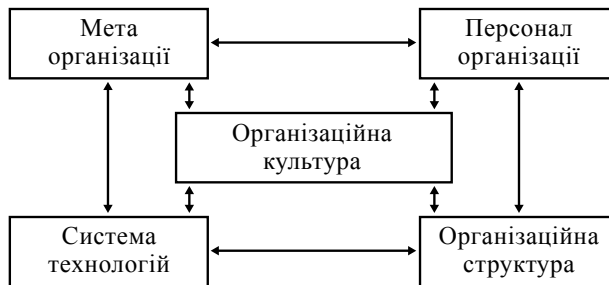 Мета
організації
Персонал
організації
Організаційна
культура
Система
технологій
Організаційна
структура